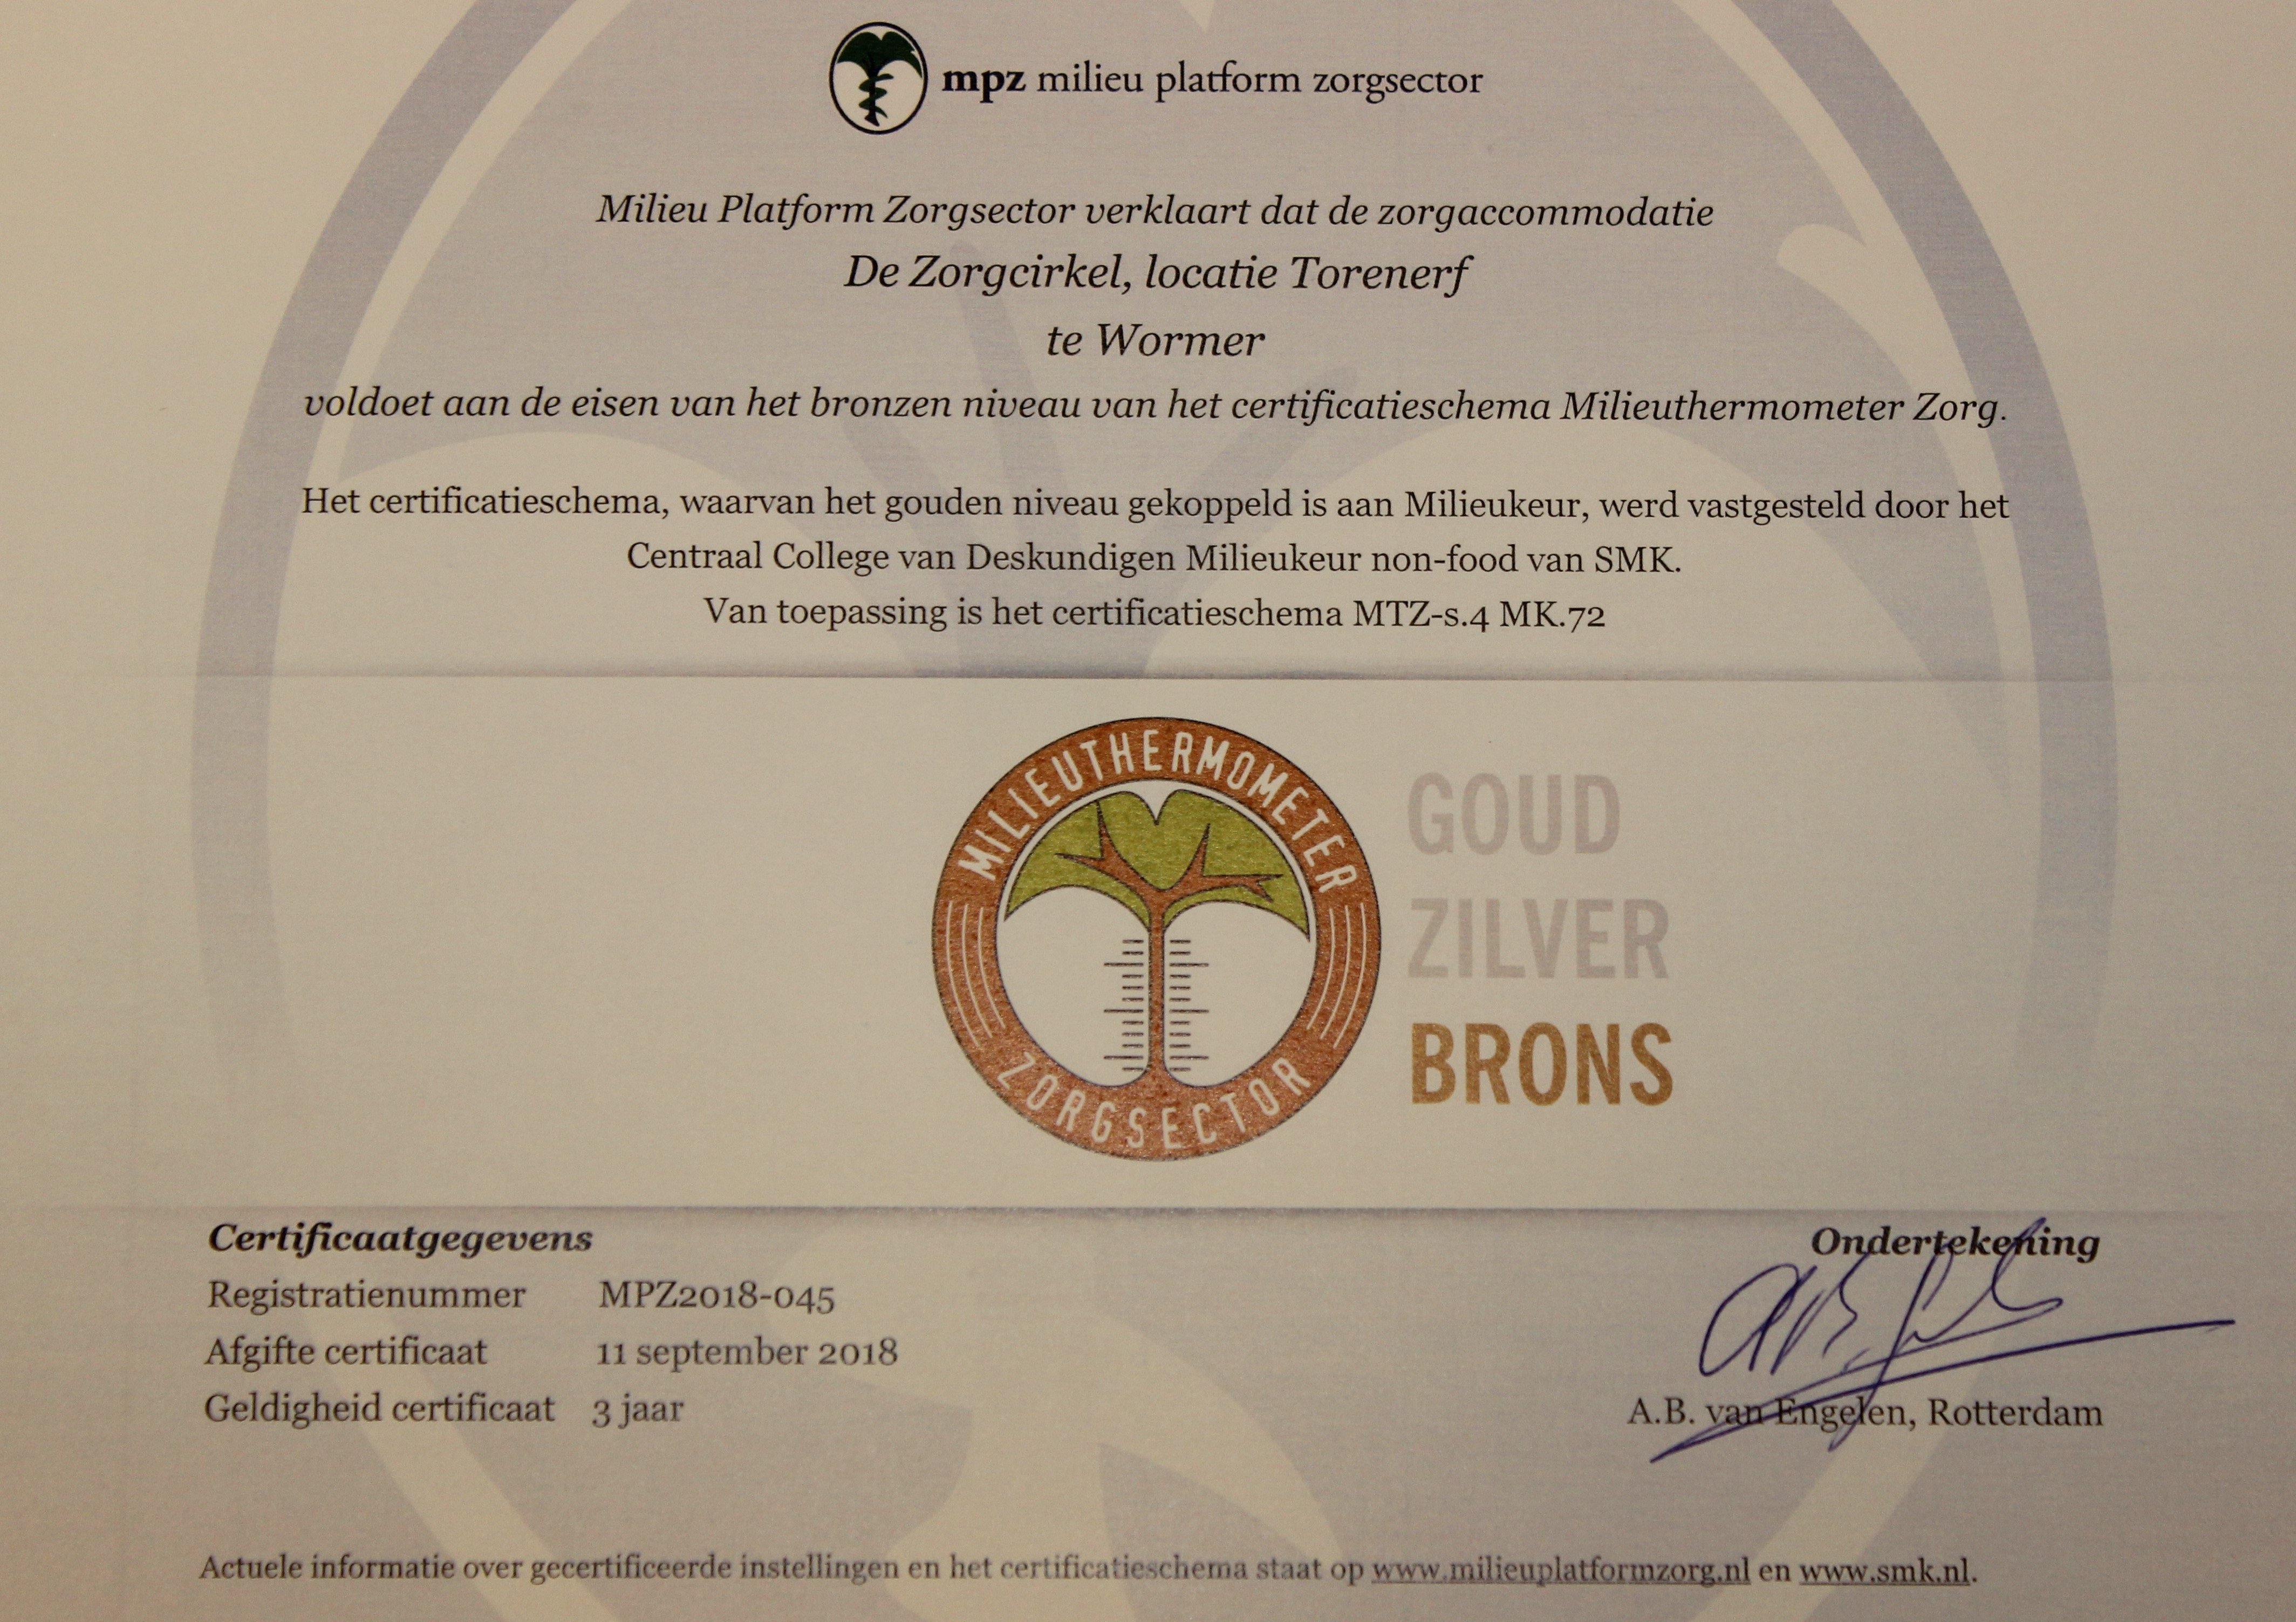 mpz milieu platform zorgsector
Milieu Platform Zorgsector verklaart dat de zorgaccommodatie
De Zorgcirkel, locatie Torenerf
te Wormer
voldoet aan de eisen van het bronzen niveau van het certificatieschema Milieuthermometer Zorg.
Het certificatieschema, waarvan het gouden niveau gekoppeld is aan Milieukeur, werd vastgesteld door het
Centraal College van Deskundigen Milieukeur non-food van SMK.
Van toepassing is het certificatieschema MTZ-s.4 MK.72
MILIEUTHERMOMETER
ZORGSECTOR
GOUD
ZILVER
BRONS
Certificaatgegevens
Registratienummer MPZ2018-045
Afgifte certificaat 11 september 2018
Geldigheid certificaat 3 jaar
Ondertekening
A.B. van Engelen, Rotterdam
Actuele informatie over gecertificeerde instellingen en het certificatieschema staat op www.milieuplatformzorg.nl en www.smk.nl.